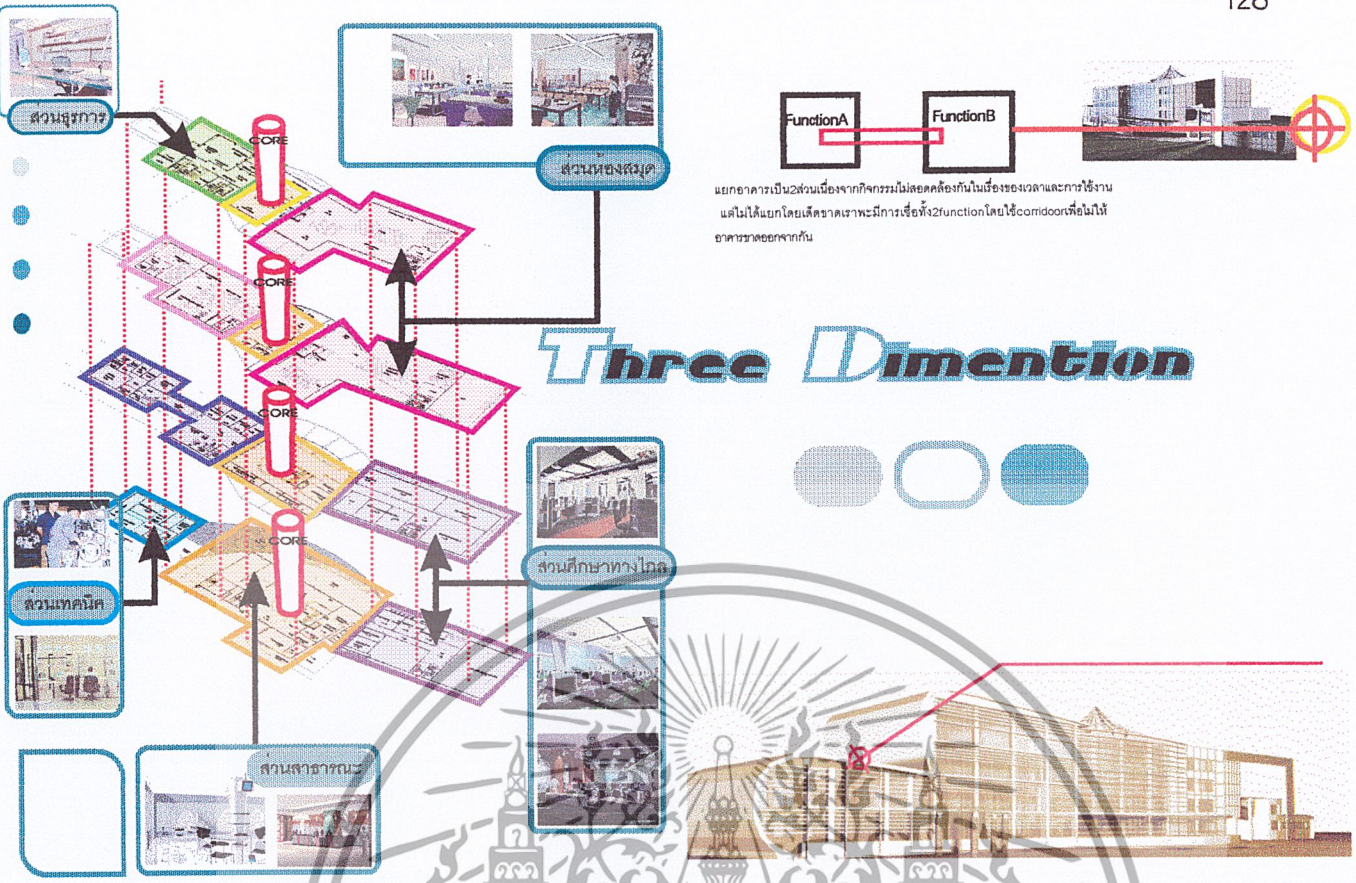 128
ส่วนธุรการ
CORE
ส่วนห้องสมุด
FunctionA
FunctionB
แยกอาคารเป็น2ส่วนเนื่องจากกิจกรรมไม่สอดคล้องกันในเรื่องของเวลาและการใช้งาน
แต่ไม่ได้แยกโดยเด็ดขาดเราพะมีการเชื่อทั้ง2functionโดยใช้corridoorเพื่อไม่ให้
อาคารขาดออกจากกัน
CORE
Three Dimention
CORE
CORE
ส่วนศึกษาทางไกล
ส่วนเทคนิค
ส่วนสาธารณะ